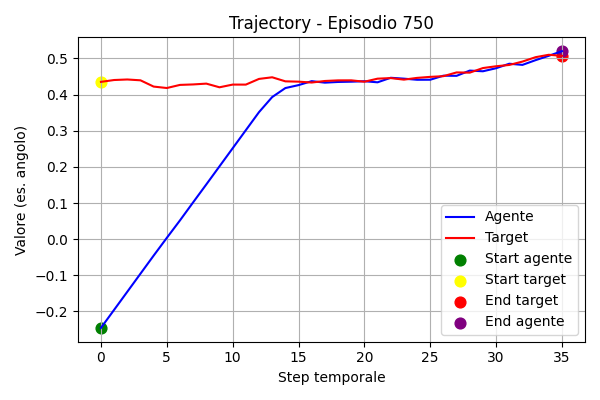 Trajectory - Episodio 750
Valore (es. angolo)
0.5
0.4
0.3
0.2
0.1
0.0
−0.1
−0.2
Agente
Target
Start agente
Start target
End target
End agente
0 5 10 15 20 25 30 35
Step temporale